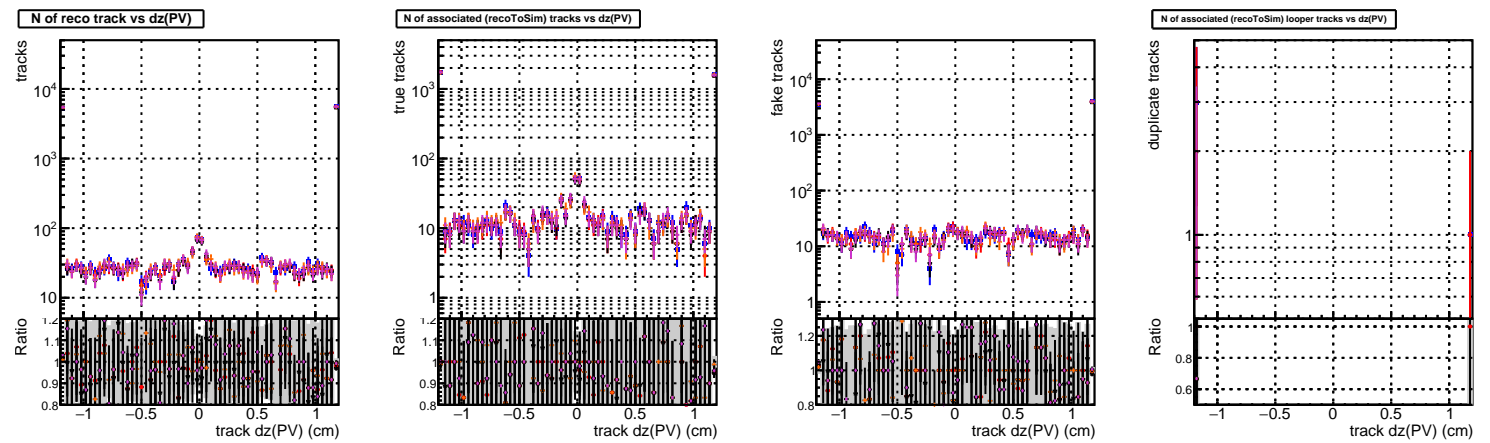 N of reco track vs dz(PV)
tracks
10⁴
10³
10²
10
Ratio
1.2
1.1
1
0.9
0.8
−1 −0.5 0 0.5 1
track dz(PV) (cm)
N of associated (recoToSim) tracks vs dz(PV)
true tracks
10³
10²
10
1
Ratio
1.2
1.1
1
0.9
0.8
−1 −0.5 0 0.5 1
track dz(PV) (cm)
fake tracks
10⁴
10³
10²
10
1
Ratio
1.2
1
0.8
−1 −0.5 0 0.5 1
track dz(PV) (cm)
N of associated (recoToSim) looper tracks vs dz(PV)
duplicate tracks
1
Ratio
1
0.8
0.6
−1 −0.5 0 0.5 1
track dz(PV) (cm)